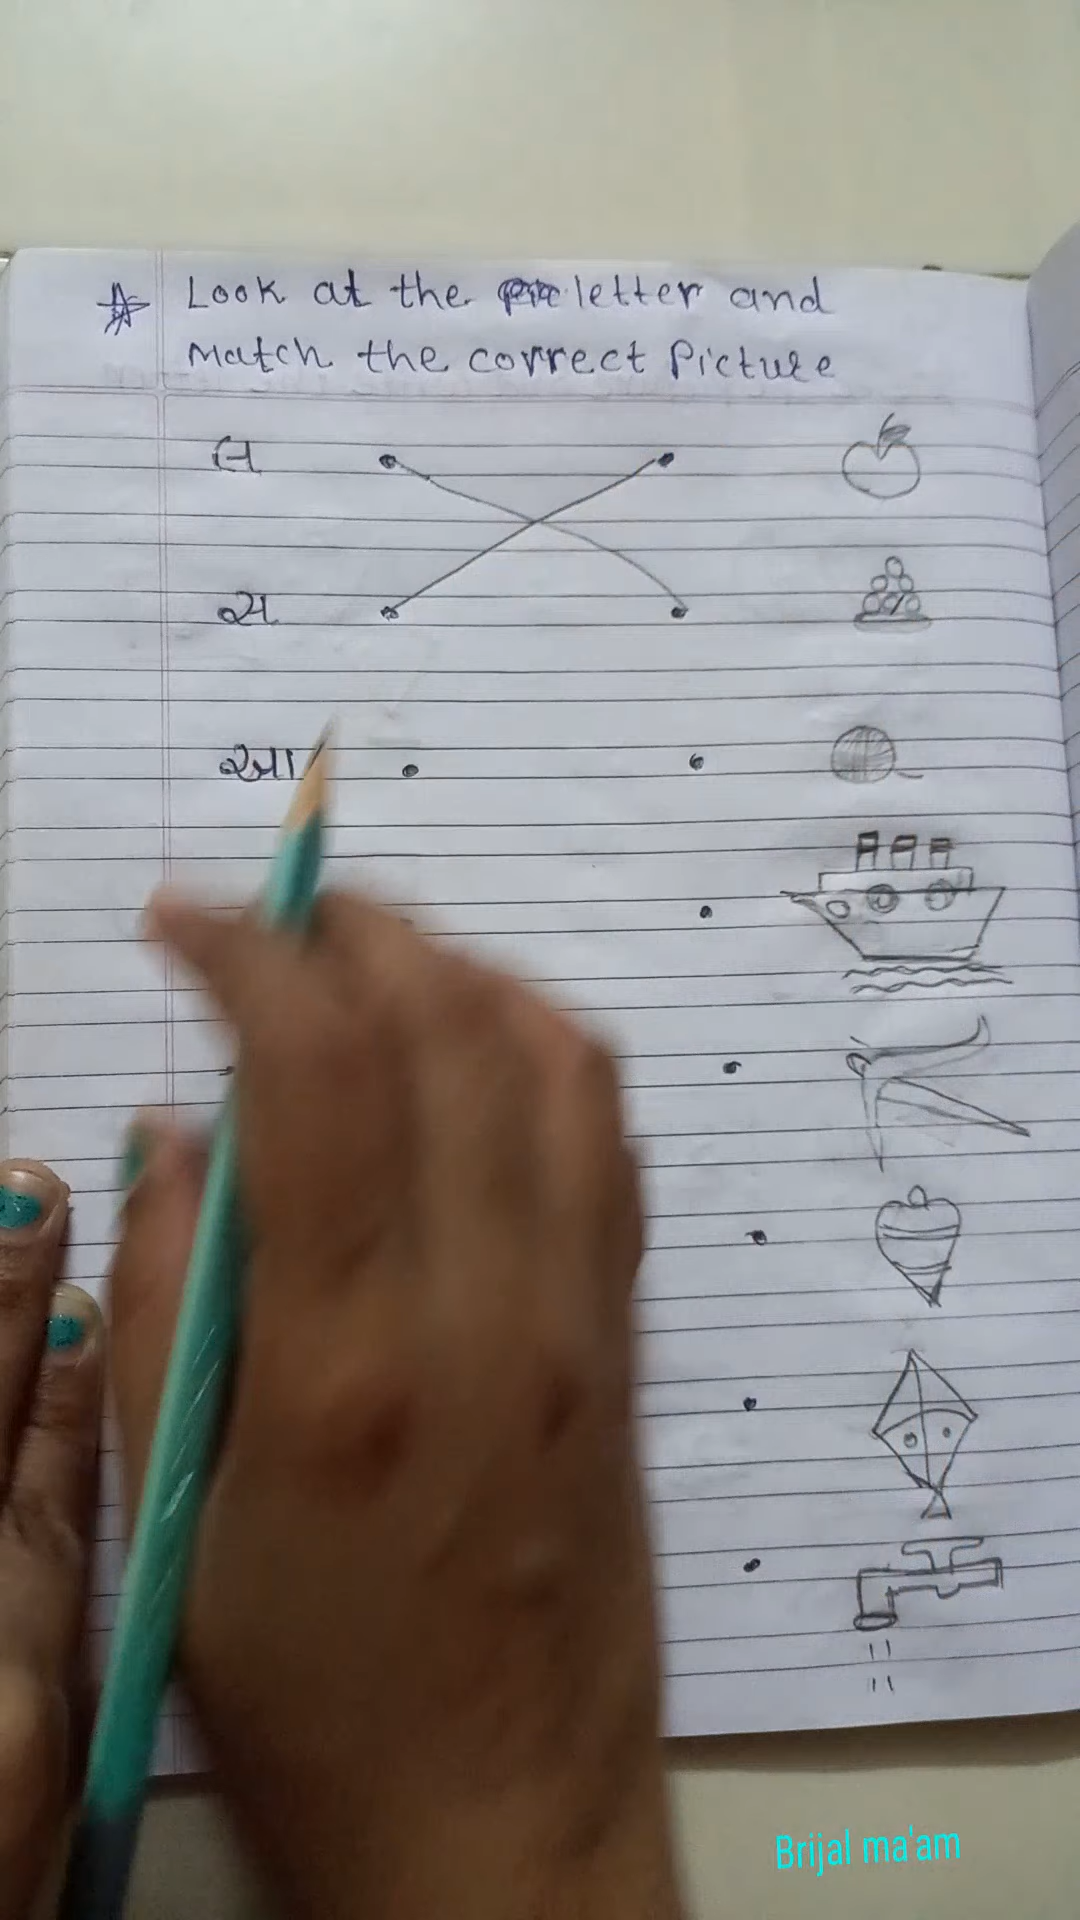 Look at the letter and
Match the correct Picture
લ
સ
Brijal ma'am